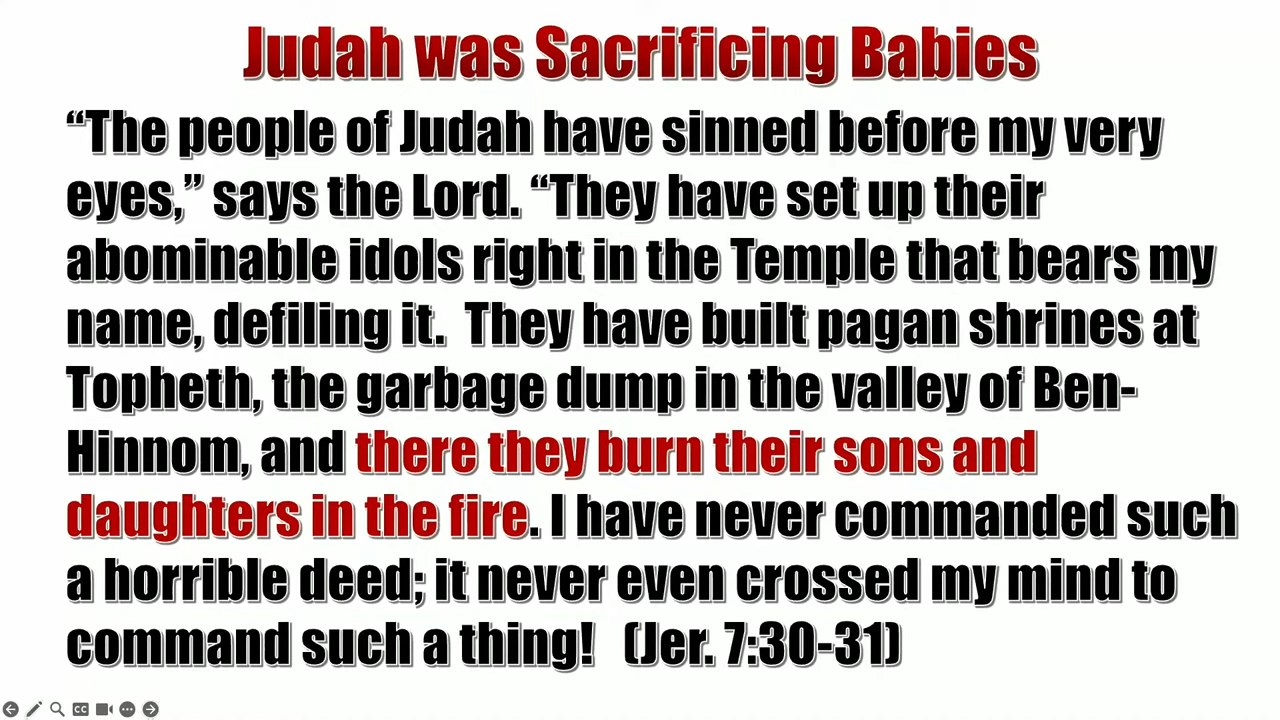 Judah was Sacrificing Babies
“The people of Judah have sinned before my very
eyes,” says the Lord. “They have set up their
abominable idols right in the Temple that bears my
name, defiling it.  They have built pagan shrines at
Topheth, the garbage dump in the valley of Ben-
Hinnom, and there they burn their sons and
daughters in the fire. I have never commanded such
a horrible deed; it never even crossed my mind to
command such a thing!   (Jer. 7:30-31)
CC